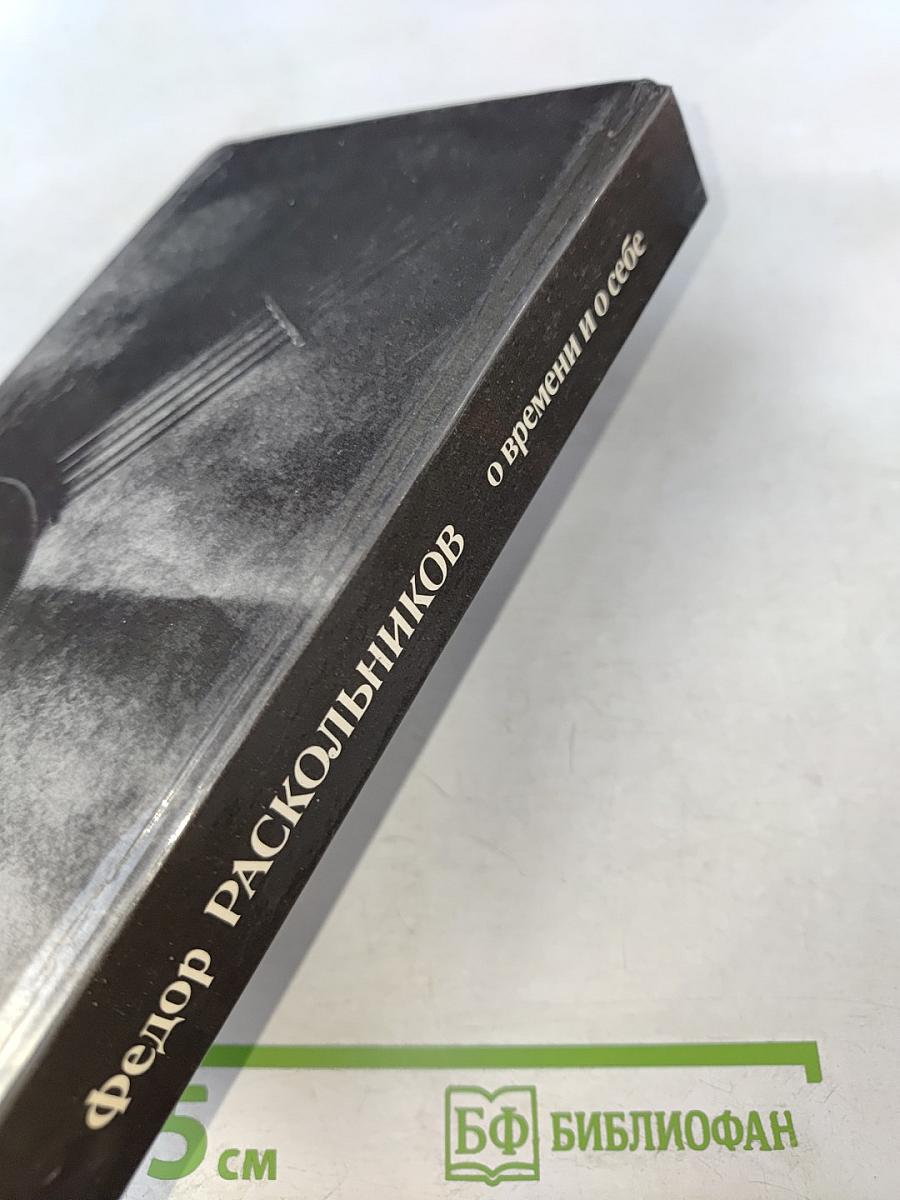 Федор РАСКОЛЬНИКОВ о времени и о себе
5 см
БФ БИБЛИОФАН